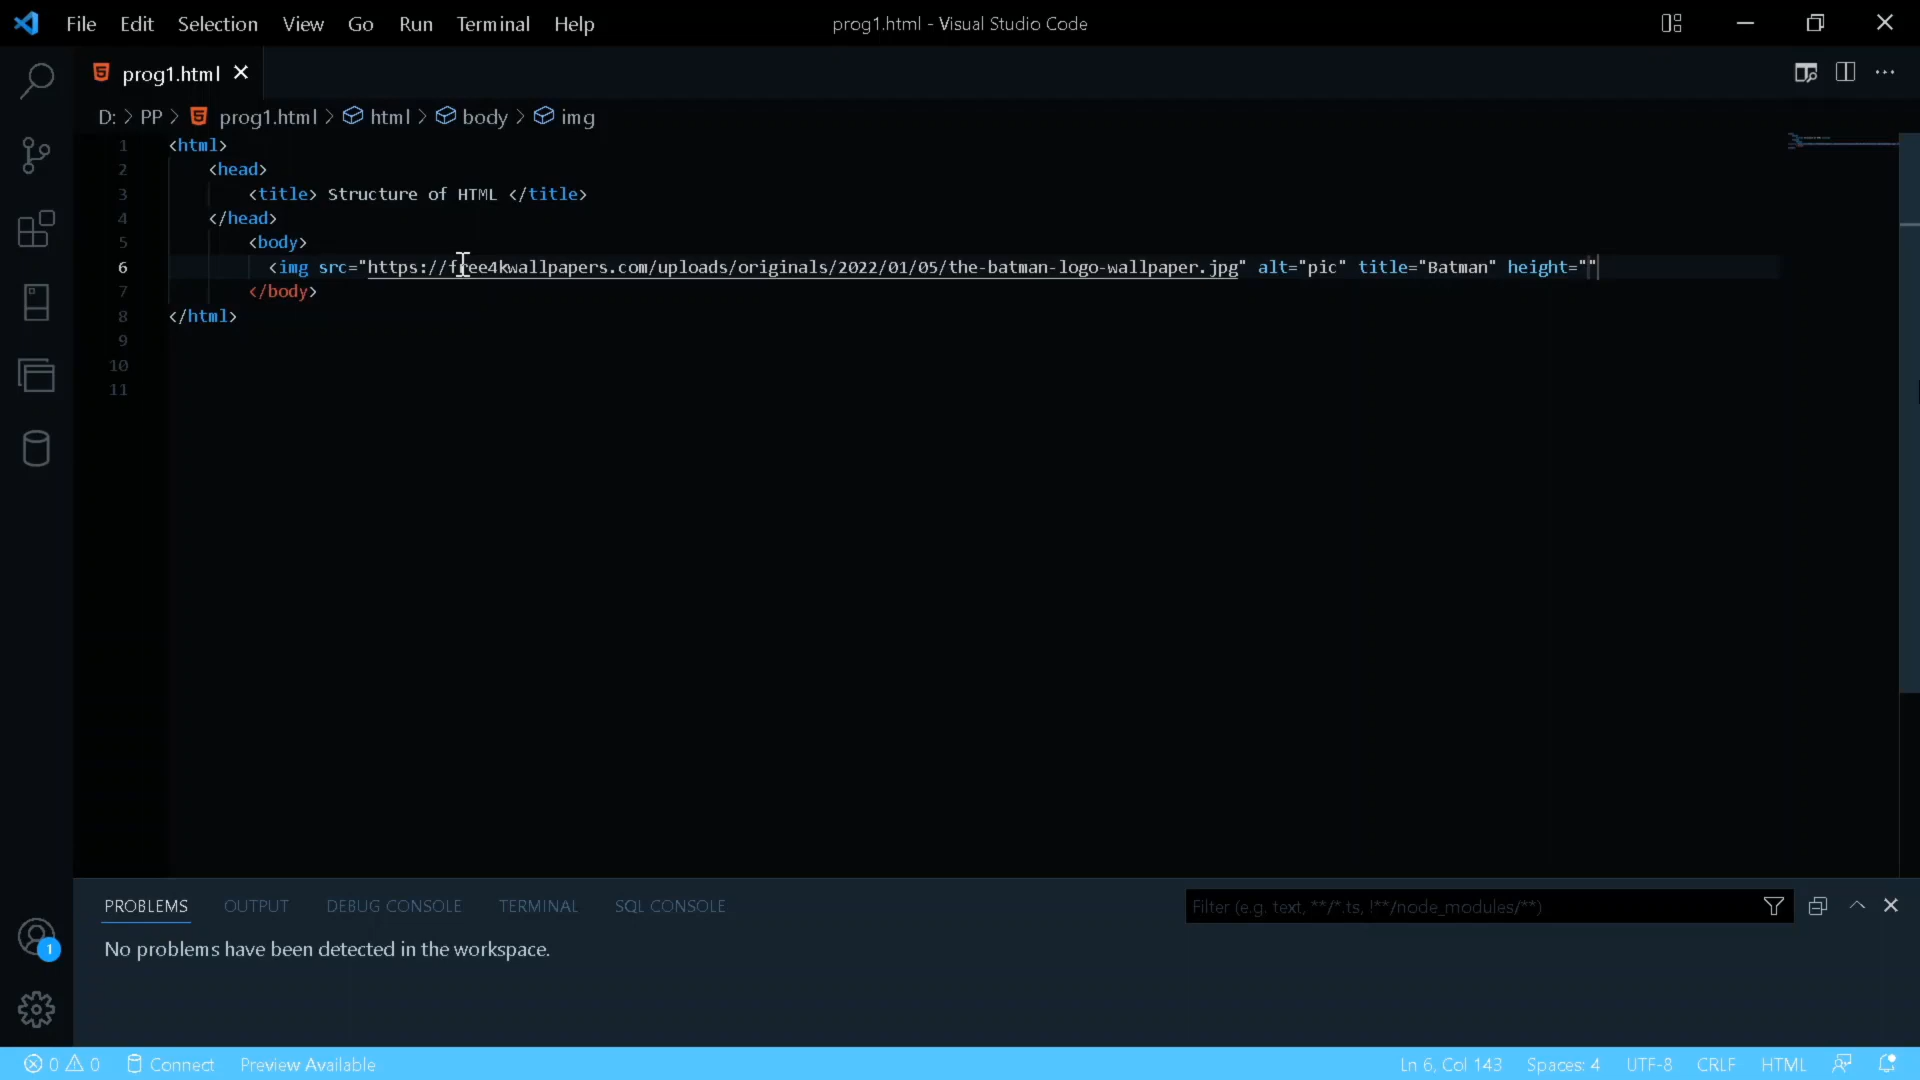 File Edit Selection View Go Run Terminal Help prog1.html - Visual Studio Code
prog1.html
D: > PP > prog1.html > html > body > img
1 <html>
2 <head>
3 <title> Structure of HTML </title>
4 </head>
5 <body>
6 <img src="https://free4kwallpapers.com/uploads/originals/2022/01/05/the-batman-logo-wallpaper.jpg" alt="pic" title="Batman" height=""
7 </body>
8 </html>
9
10
11
PROBLEMS OUTPUT DEBUG CONSOLE TERMINAL SQL CONSOLE Filter (e.g. text, **/*.ts, !**/node_modules/**)
No problems have been detected in the workspace.
1
0 0 Connect Preview Available Ln 6, Col 143 Spaces: 4 UTF-8 CRLF HTML